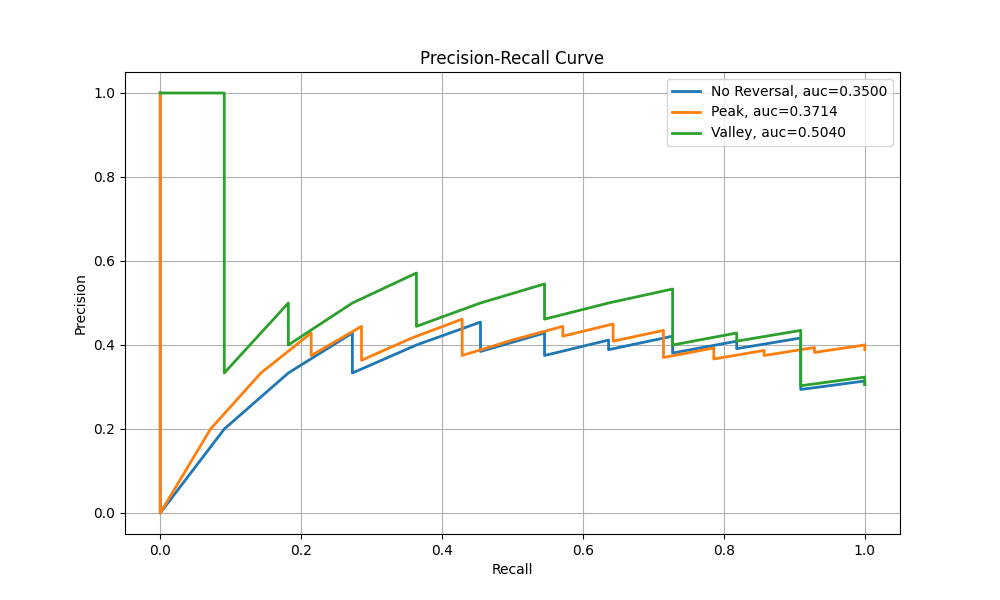 Precision-Recall Curve
No Reversal, auc=0.3500
Peak, auc=0.3714
Valley, auc=0.5040
Precision
1.0
0.8
0.6
0.4
0.2
0.0
0.0 0.2 0.4 0.6 0.8 1.0
Recall